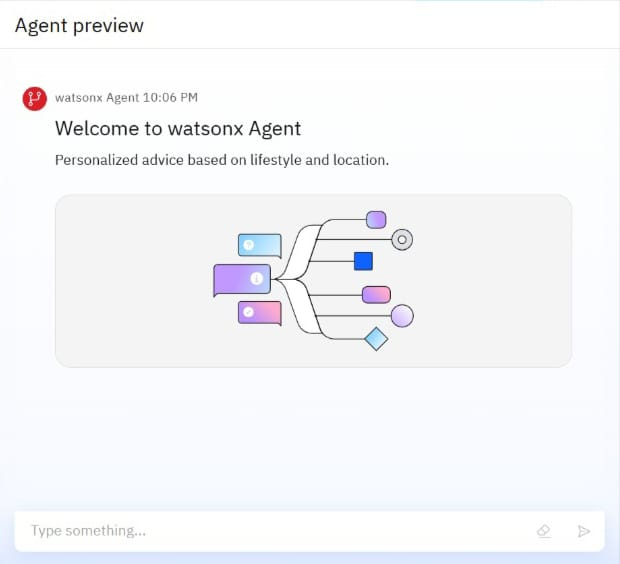 Agent preview
watsonx Agent 10:06 PM
Welcome to watsonx Agent
Personalized advice based on lifestyle and location.
Type something...